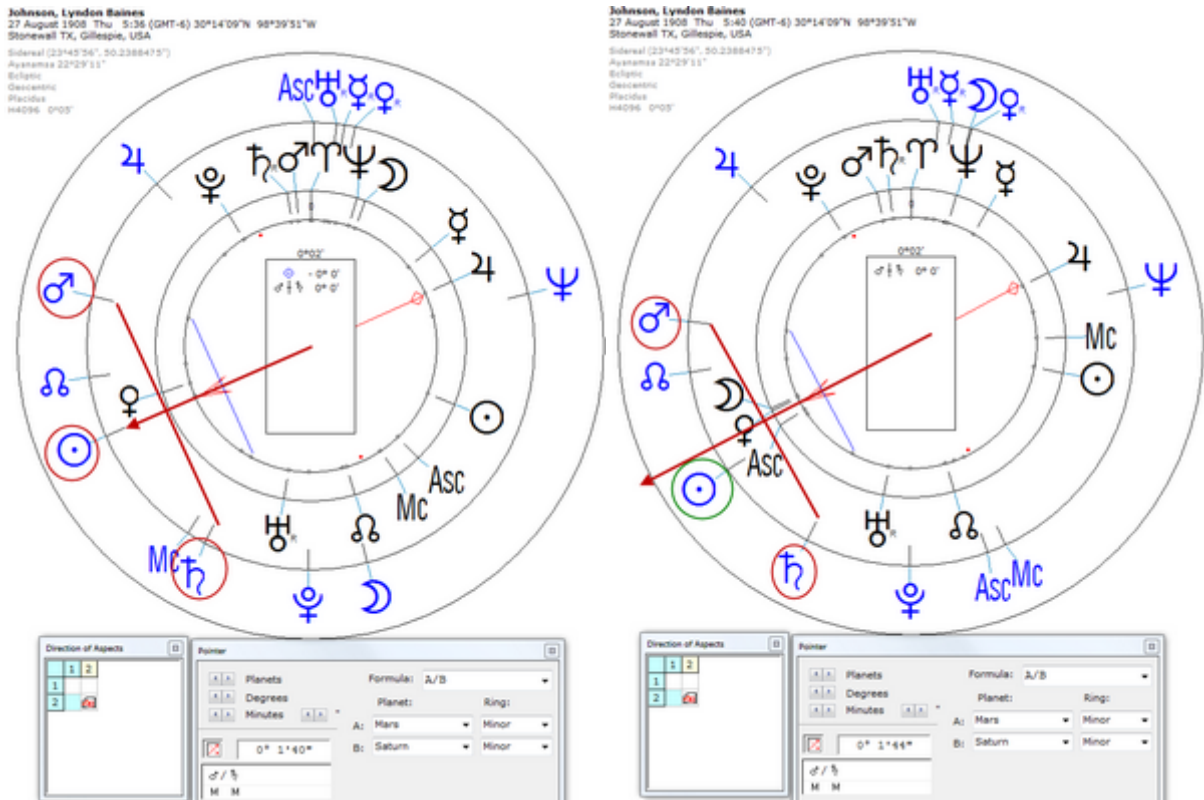 Johnson, Lyndon Baines
27 August 1908 Thu 5:36 (GMT-6) 30°14'09"N 98°39'51"W
Stonewall TX, Gillespie, USA
Sidereal (23°45'56", 50.2388475")
Ayanamsa 22°29'11"
Ecliptic
Geocentric
Placidus
H4096 0°05'
Asc
0°02'
- 0° 0'
0° 0'
Asc
Mc
Mc
Direction of Aspects
1 2
1
2
Pointer
Planets
Degrees
Minutes
Formula: A/B
Planet: Ring:
A: Mars Minor
B: Saturn Minor
0° 1'40"
♂/♄
M M
Johnson, Lyndon Baines
27 August 1908 Thu 5:40 (GMT-6) 30°14'09"N 98°39'51"W
Stonewall TX, Gillespie, USA
Sidereal (23°45'56", 50.2388475")
Ayanamsa 22°29'11"
Ecliptic
Geocentric
Placidus
H4096 0°05'
0°02'
0° 0'
Mc
Asc
Asc Mc
Direction of Aspects
1 2
1
2
Pointer
Planets
Degrees
Minutes
Formula: A/B
Planet: Ring:
A: Mars Minor
B: Saturn Minor
0° 1'44"
♂/♄
M M